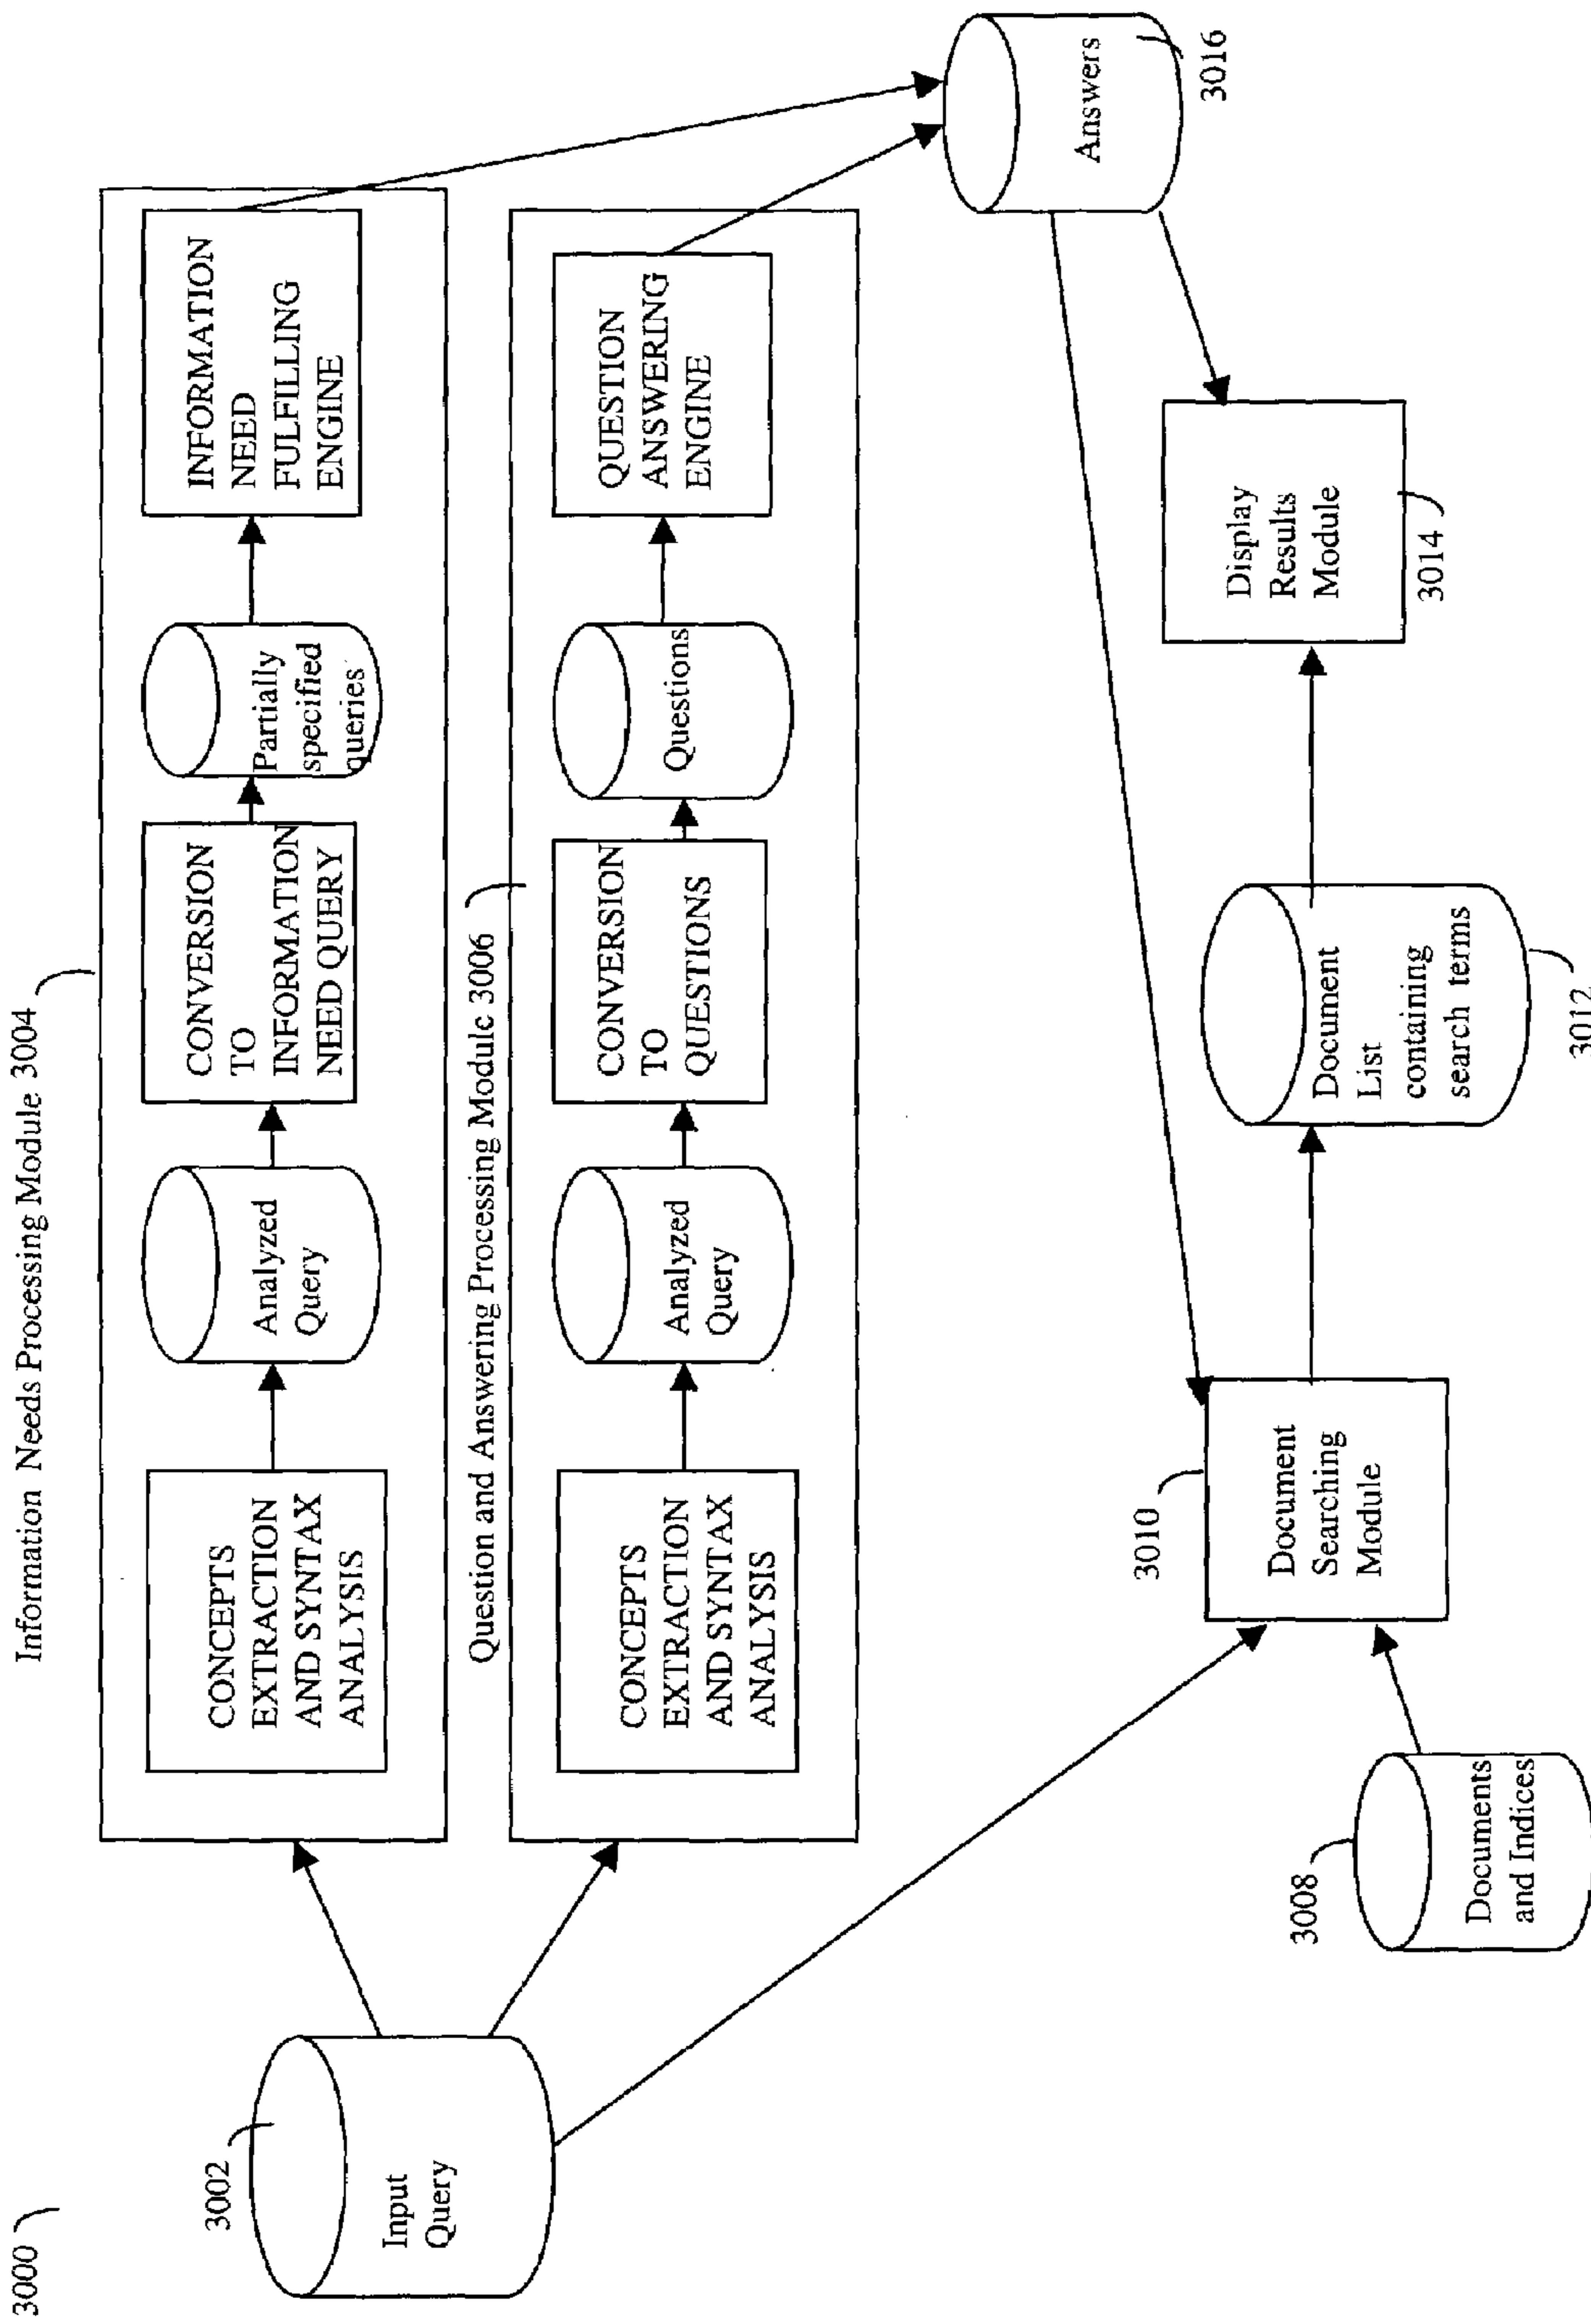 3000
Information Needs Processing Module 3004
CONCEPTS
EXTRACTION
AND SYNTAX
ANALYSIS
Analyzed
Query
CONVERSION
TO
INFORMATION
NEED QUERY
Partially
specified
queries
INFORMATION
NEED
FULFILLING
ENGINE
3002
Input
Query
Question and Answering Processing Module 3006
CONCEPTS
EXTRACTION
AND SYNTAX
ANALYSIS
Analyzed
Query
CONVERSION
TO
QUESTIONS
Questions
QUESTION
ANSWERING
ENGINE
Answers
3016
3010
Document
Searching
Module
3008
Documents
and Indices
Document
List
containing
search terms
3012
Display
Results
Module
3014